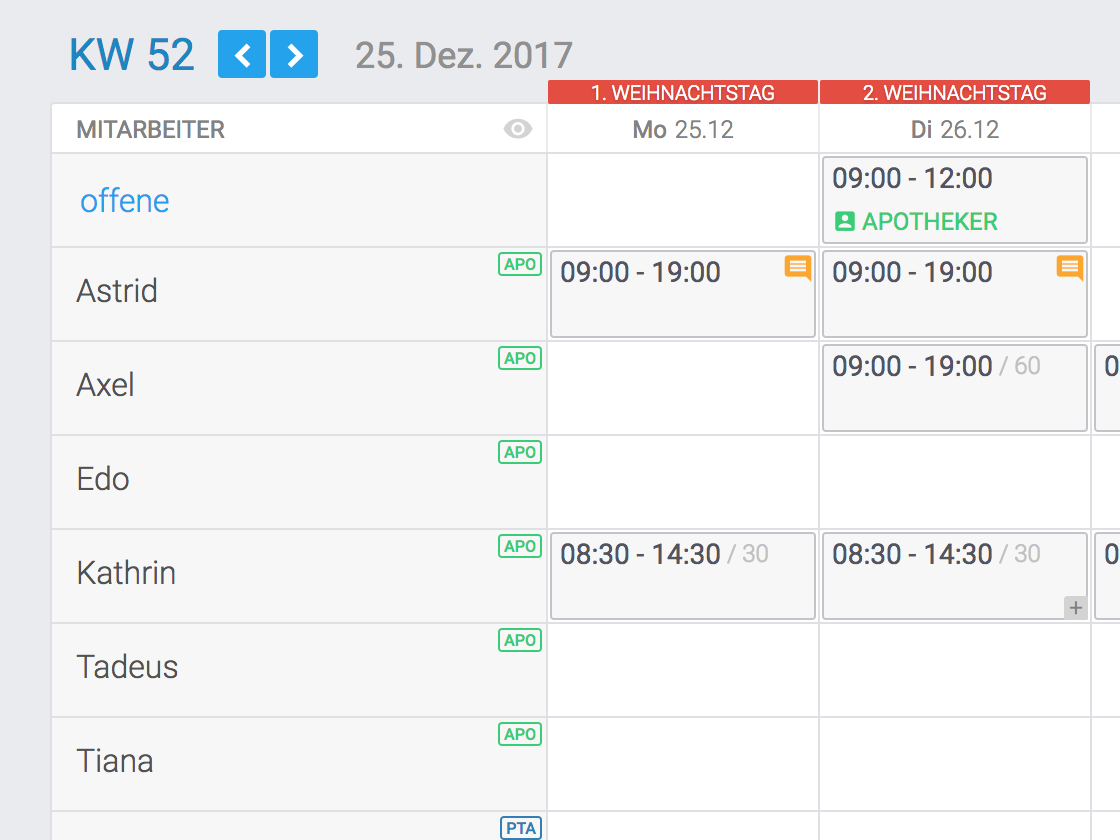 KW 52 25. Dez. 2017
1. WEIHNACHTSTAG 2. WEIHNACHTSTAG
MITARBEITER Mo 25.12 Di 26.12
offene 09:00 - 12:00
APOTHEKER
Astrid APO 09:00 - 19:00 09:00 - 19:00
Axel APO 09:00 - 19:00 / 60 0
Edo APO
Kathrin APO 08:30 - 14:30 / 30 08:30 - 14:30 / 30 0
+
Tadeus APO
Tiana APO
PTA